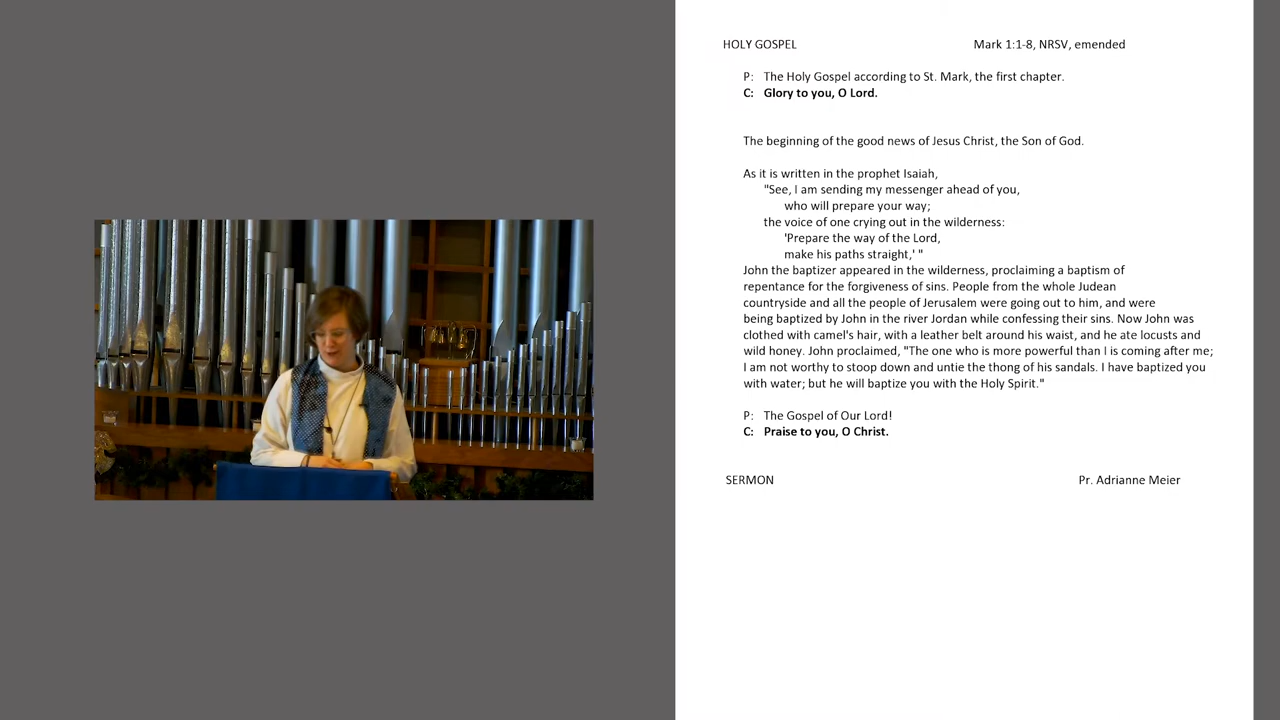 HOLY GOSPEL Mark 1:1-8, NRSV, emended
P: The Holy Gospel according to St. Mark, the first chapter.
C: Glory to you, O Lord.
The beginning of the good news of Jesus Christ, the Son of God.
As it is written in the prophet Isaiah,
"See, I am sending my messenger ahead of you,
who will prepare your way;
the voice of one crying out in the wilderness:
'Prepare the way of the Lord,
make his paths straight,' "
John the baptizer appeared in the wilderness, proclaiming a baptism of
repentance for the forgiveness of sins. People from the whole Judean
countryside and all the people of Jerusalem were going out to him, and were
being baptized by John in the river Jordan while confessing their sins. Now John was
clothed with camel's hair, with a leather belt around his waist, and he ate locusts and
wild honey. John proclaimed, "The one who is more powerful than I is coming after me;
I am not worthy to stoop down and untie the thong of his sandals. I have baptized you
with water; but he will baptize you with the Holy Spirit."
P: The Gospel of Our Lord!
C: Praise to you, O Christ.
SERMON Pr. Adrianne Meier